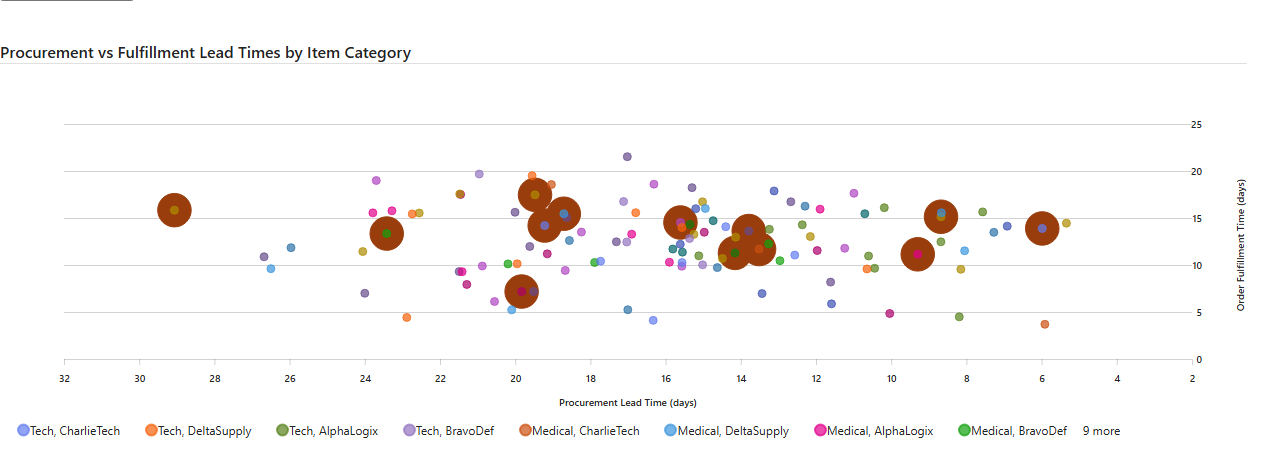 Procurement vs Fulfillment Lead Times by Item Category
25
20
15
10
5
0
Order Fulfillment Time (days)
32 30 28 26 24 22 20 18 16 14 12 10 8 6 4 2
Procurement Lead Time (days)
Tech, CharlieTech Tech, DeltaSupply Tech, AlphaLogix Tech, BravoDef Medical, CharlieTech Medical, DeltaSupply Medical, AlphaLogix Medical, BravoDef 9 more